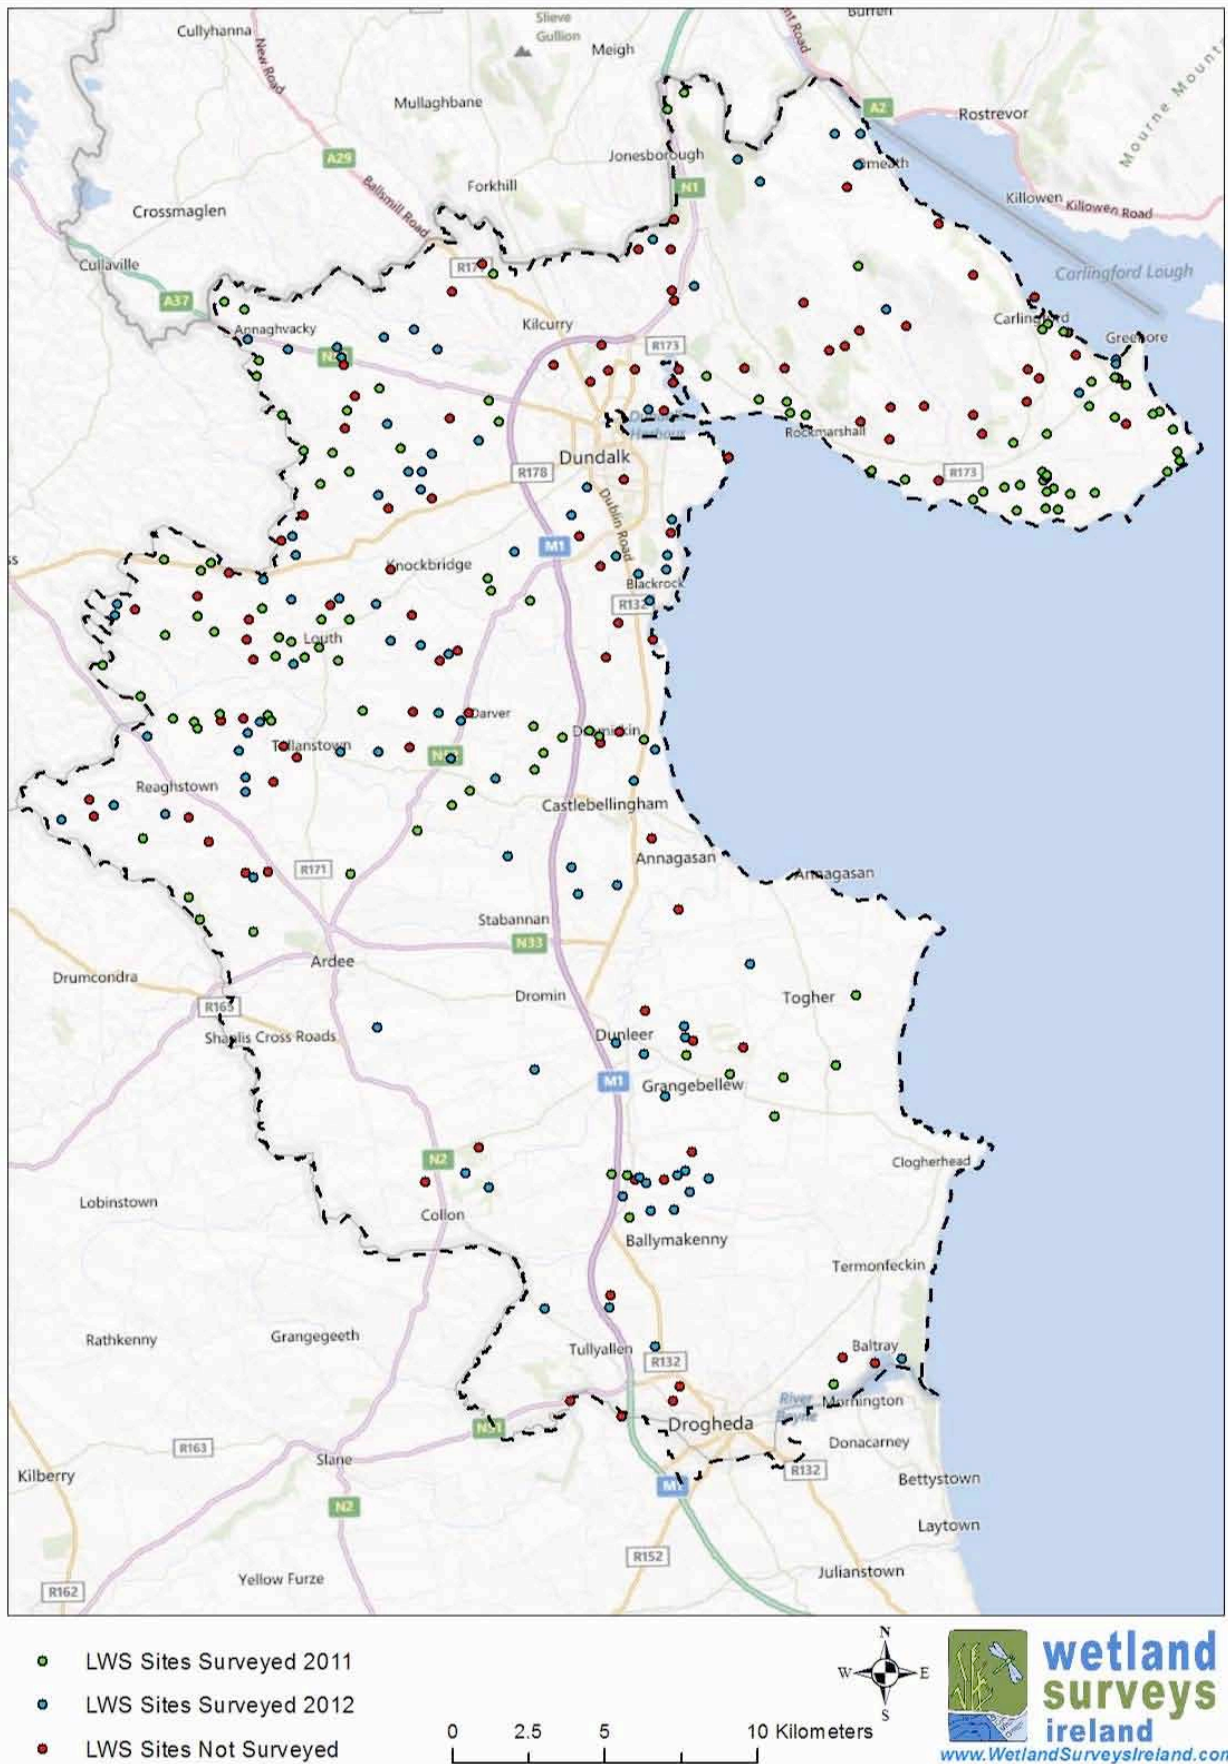 Burren
Cullyhanna
New Road
Slieve
Gullion
Meigh
Mourne Mount
Mullaghbane
A2
Rostrevor
A29
Jonesborough
Omeath
Ballsmill Road
Forkhill
N1
Killowen
Killowen Road
Crossmaglen
Cullaville
Carlingford Lough
A37
Annaghvacky
Kilcurry
Carlingford
R173
Greenore
Rockmarshall
Dundalk
Harbour
R178
R173
Dublin Road
M1
Knockbridge
Blackrock
R132
Louth
Darver
Dromiskin
Tallanstown
Reaghstown
Castlebellingham
R171
Annagasan
Annagasan
Stabannan
N33
Ardee
Drumcondra
Dromin
Togher
R165
Shanlis Cross Roads
Dunleer
M1
Grangebellew
N2
Clogherhead
Lobinstown
Collon
Ballymakenny
Termonfeckin
Rathkenny
Grangegeeth
Tullyallen
Baltray
R132
River
Boyne
Mornington
N51
Drogheda
R163
Donacarney
Slane
R132
Kilberry
M1
Bettystown
N2
Laytown
R152
Julianstown
R162
Yellow Furze
LWS Sites Surveyed 2011
LWS Sites Surveyed 2012
LWS Sites Not Surveyed
0 2.5 5 10 Kilometers
N
W E
S
wetland
surveys
ireland
www.WetlandSurveysIreland.com